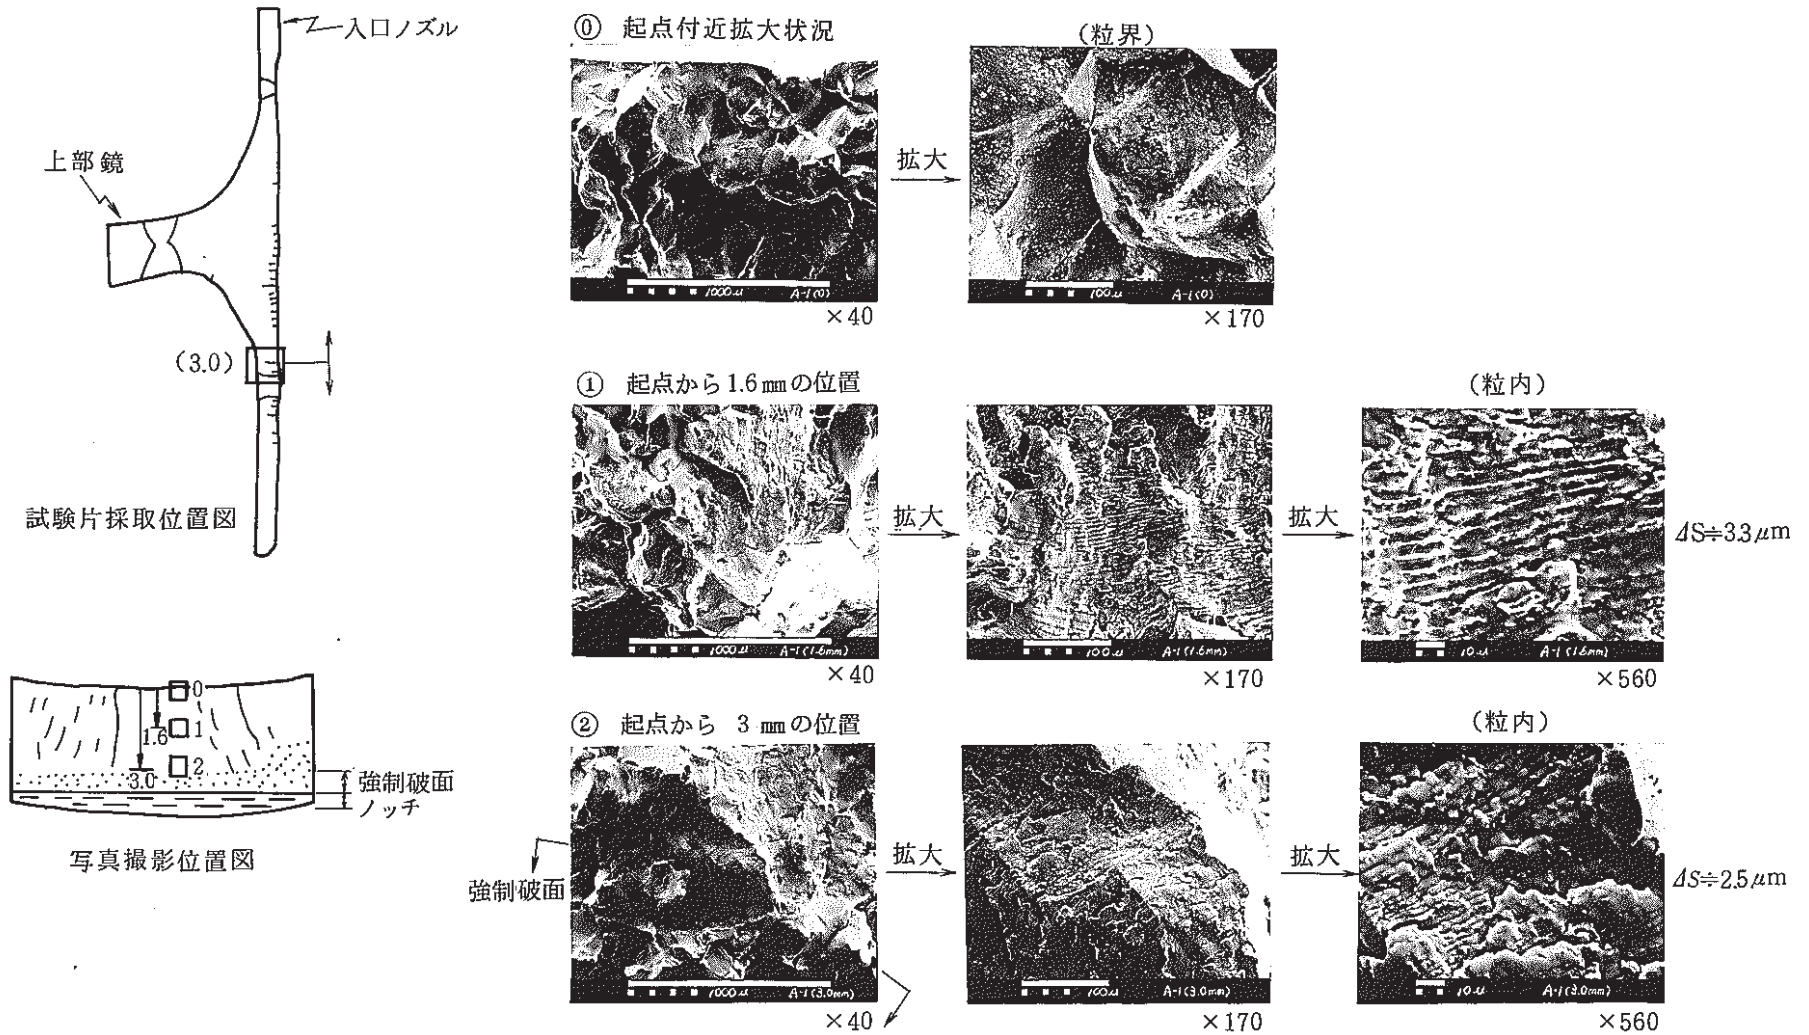 入口ノズル
上部鏡
(3.0)
試験片採取位置図
0
1
1.6
2
3.0
強制破面
ノッチ
写真撮影位置図
⓪ 起点付近拡大状況
(粒界)
1000μ A-1(0)
×40
拡大
100μ A-1(0)
×170
① 起点から1.6㎜の位置
(粒内)
1000μ A-1(1.6mm)
×40
拡大
100μ A-1(1.6mm)
×170
拡大
10μ A-1(1.6mm)
×560
ΔS≑3.3μm
② 起点から 3 ㎜の位置
(粒内)
強制破面
1000μ A-1(3.0mm)
×40
拡大
100μ A-1(3.0mm)
×170
拡大
10μ A-1(3.0mm)
×560
ΔS≑2.5μm